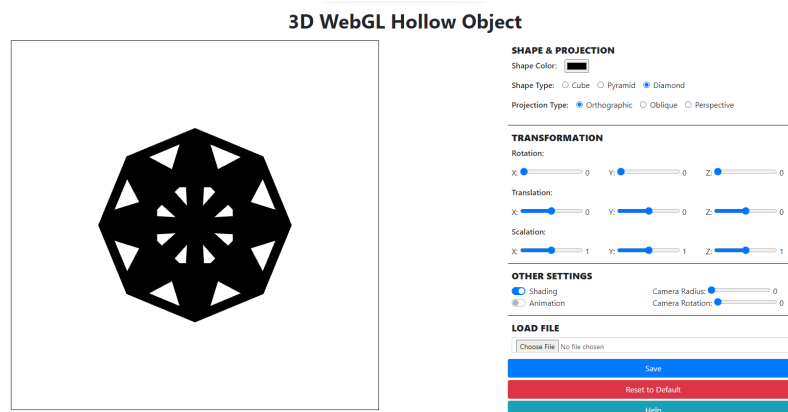 3D WebGL Hollow Object
SHAPE & PROJECTION
Shape Color:
Shape Type: Cube Pyramid Diamond
Projection Type: Orthographic Oblique Perspective
TRANSFORMATION
Rotation:
X: 0 Y: 0 Z: 0
Translation:
X: 0 Y: 0 Z: 0
Scalation:
X: 1 Y: 1 Z: 1
OTHER SETTINGS
Shading Camera Radius: 0
Animation Camera Rotation: 0
LOAD FILE
Choose File No file chosen
Save
Reset to Default
Help